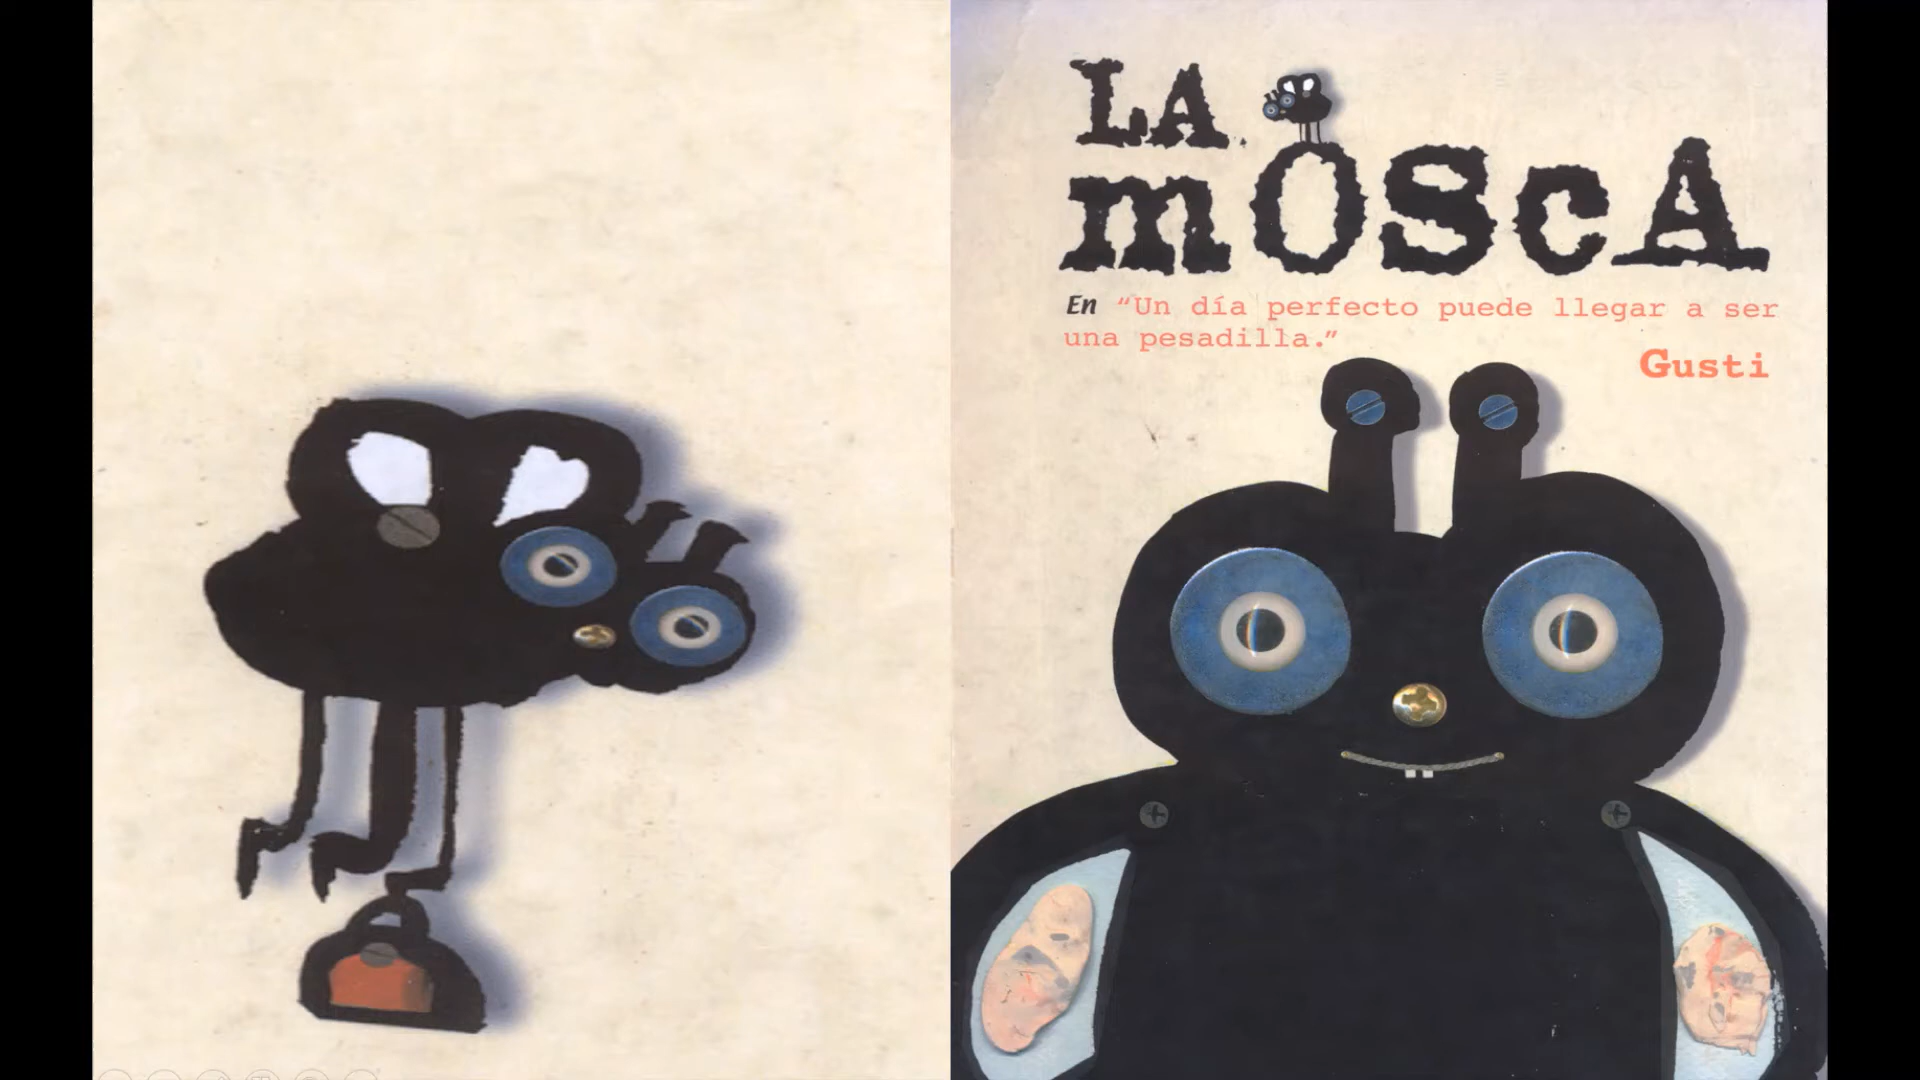 LA
mOScA
En “Un día perfecto puede llegar a ser
una pesadilla.”
Gusti